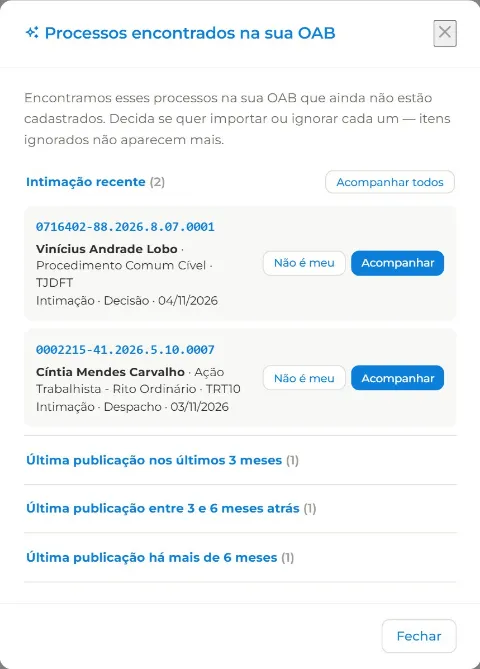 Processos encontrados na sua OAB
Encontramos esses processos na sua OAB que ainda não estão
cadastrados. Decida se quer importar ou ignorar cada um — itens
ignorados não aparecem mais.
Intimação recente (2)
Acompanhar todos
0716402-88.2026.8.07.0001
Vinícius Andrade Lobo ·
Procedimento Comum Cível ·
TJDFT
Intimação · Decisão · 04/11/2026
Não é meu
Acompanhar
0002215-41.2026.5.10.0007
Cíntia Mendes Carvalho · Ação
Trabalhista - Rito Ordinário · TRT10
Intimação · Despacho · 03/11/2026
Não é meu
Acompanhar
Última publicação nos últimos 3 meses (1)
Última publicação entre 3 e 6 meses atrás (1)
Última publicação há mais de 6 meses (1)
Fechar